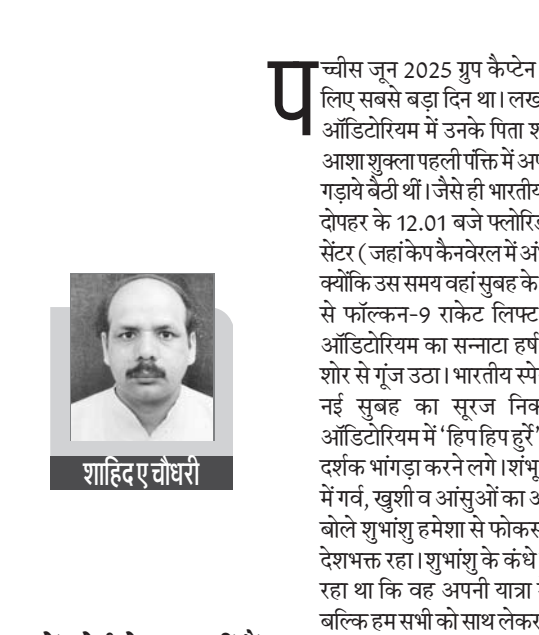 पच्चीस जून 2025 ग्रुप कैप्टेन
लिए सबसे बड़ा दिन था। लख
ऑडिटोरियम में उनके पिता श
आशा शुक्ला पहली पंक्ति में अप
गड़ाये बैठी थीं। जैसे ही भारतीय
दोपहर के 12.01 बजे फ्लोरिड
सेंटर (जहां केप कैनवेरल में अं
क्योंकि उस समय वहां सुबह के
से फॉल्कन-9 राकेट लिफ्ट
ऑडिटोरियम का सन्नाटा हर्ष
शोर से गूंज उठा। भारतीय स्पे
नई सुबह का सूरज निक
ऑडिटोरियम में ‘हिप हिप हुर्रे’
दर्शक भांगड़ा करने लगे। शंभू
में गर्व, खुशी व आंसुओं का अ
बोले शुभांशु हमेशा से फोकस
देशभक्त रहा। शुभांशु के कंधे
रहा था कि वह अपनी यात्रा
बल्कि हम सभी को साथ लेकर
शाहिद ए चौधरी